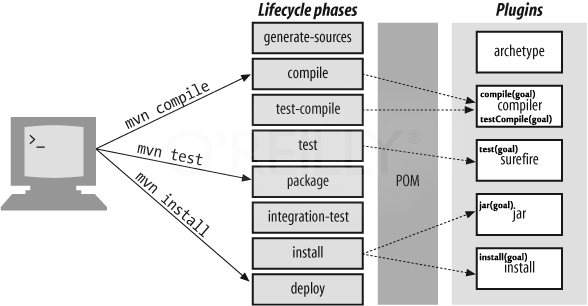 Lifecycle phases
Plugins
generate-sources
compile
test-compile
test
package
integration-test
install
deploy
mvn compile
mvn test
mvn install
>_
O'REILLY®
POM
archetype
compile(goal)
compiler
testCompile(goal)
test(goal)
surefire
jar(goal)
jar
install(goal)
install